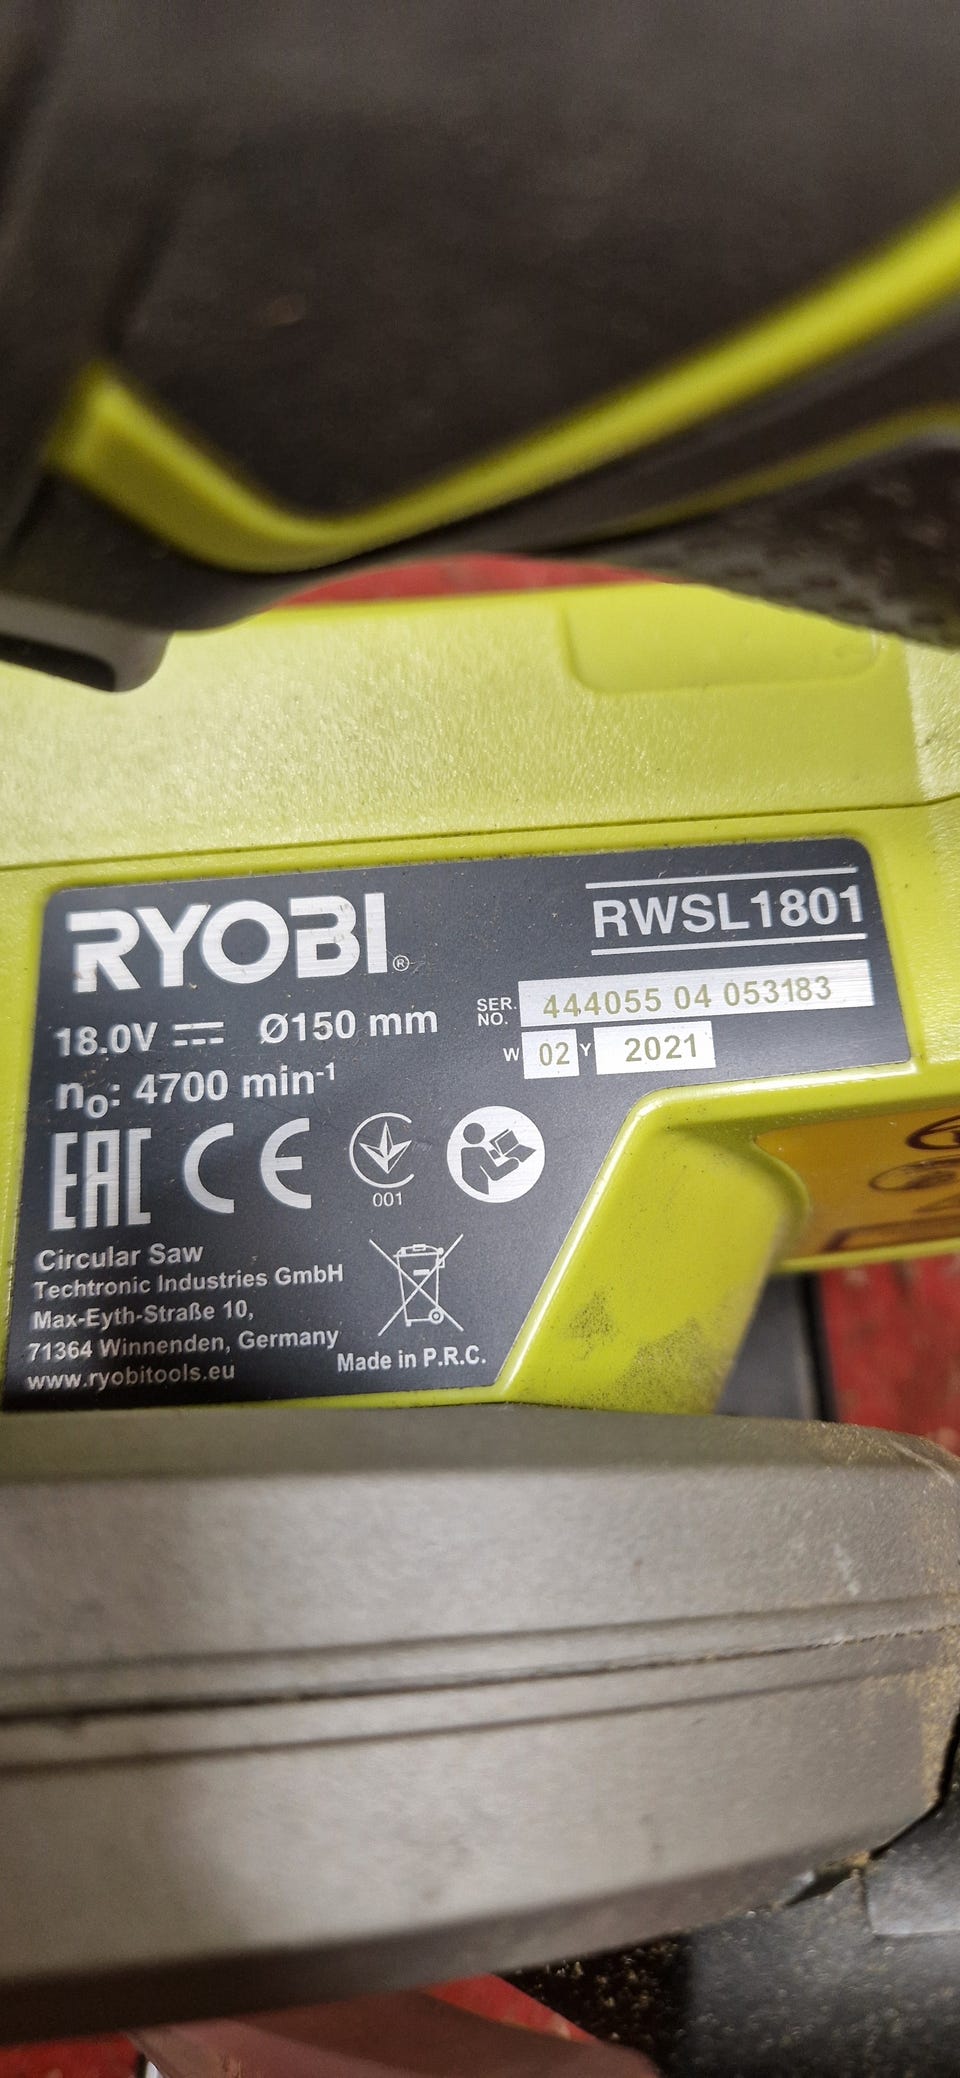 RYOBI®
RWSL1801
18.0V Ø150 mm
SER. NO. 444055 04 053183
W 02 Y 2021
n₀: 4700 min⁻¹
EAC CE
001
Circular Saw
Techtronic Industries GmbH
Max-Eyth-Straße 10,
71364 Winnenden, Germany
www.ryobitools.eu
Made in P.R.C.